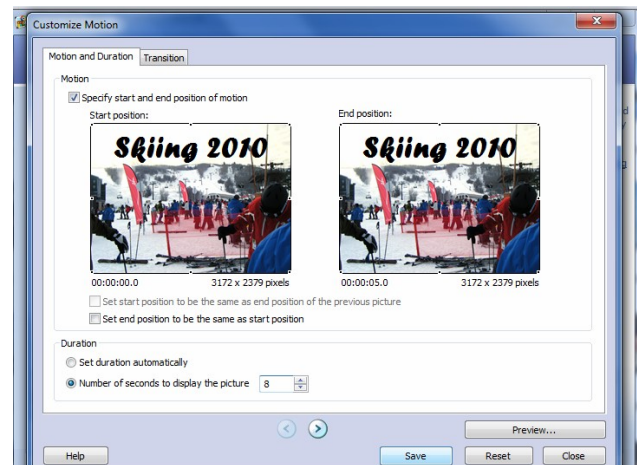 Customize Motion
Motion and Duration Transition
Motion
Specify start and end position of motion
Start position: End position:
Skiing 2010 Skiing 2010
00:00:00.0 3172 x 2379 pixels 00:00:05.0 3172 x 2379 pixels
Set start position to be the same as end position of the previous picture
Set end position to be the same as start position
Duration
Set duration automatically
Number of seconds to display the picture 8
Preview...
Help Save Reset Close